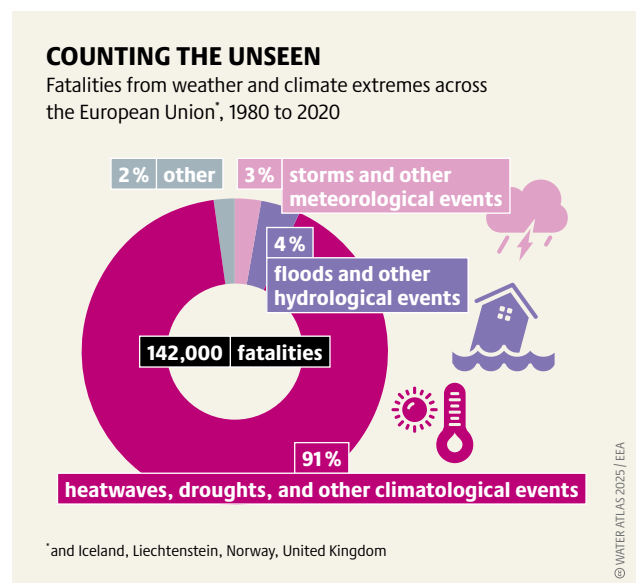 COUNTING THE UNSEEN
Fatalities from weather and climate extremes across
the European Union*, 1980 to 2020
2 % other
3 % storms and other
meteorological events
4 %
floods and other
hydrological events
142,000 fatalities
91 %
heatwaves, droughts, and other climatological events
*and Iceland, Liechtenstein, Norway, United Kingdom
WATER ATLAS 2025 / EEA